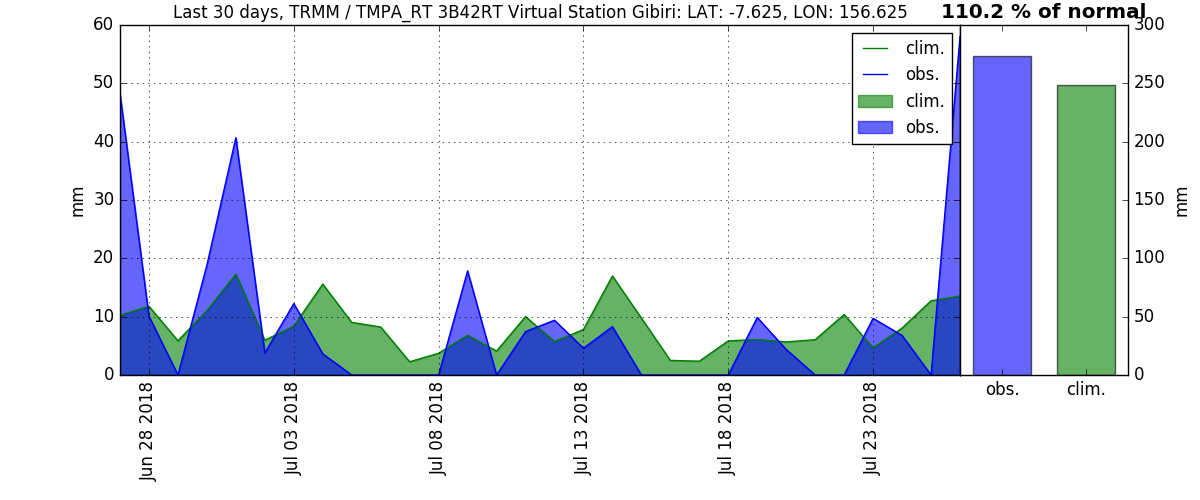 Last 30 days, TRMM / TMPA_RT 3B42RT Virtual Station Gibiri: LAT: -7.625, LON: 156.625
110.2 % of normal
60
50
40
30
20
10
0
mm
clim.
obs.
clim.
obs.
300
250
200
150
100
50
0
mm
Jun 28 2018
Jul 03 2018
Jul 08 2018
Jul 13 2018
Jul 18 2018
Jul 23 2018
obs.
clim.